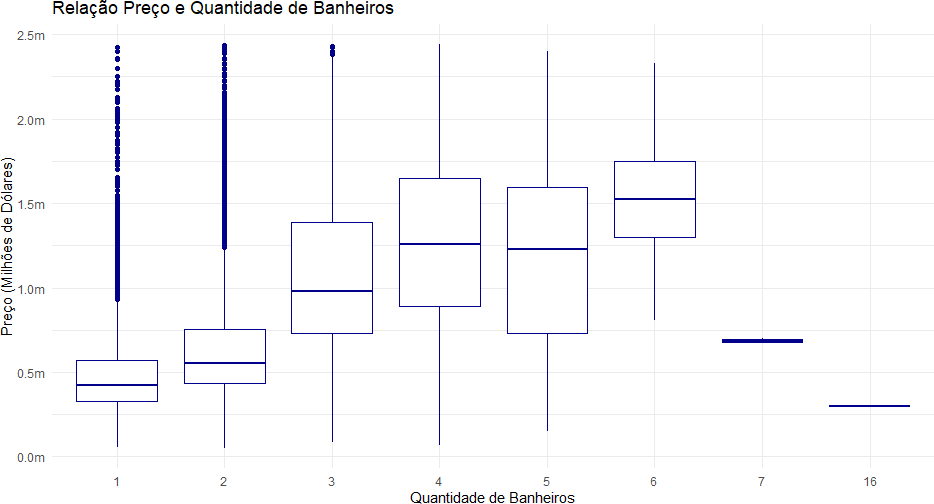 Relação Preço e Quantidade de Banheiros
Preço (Milhões de Dólares)
2.5m
2.0m
1.5m
1.0m
0.5m
0.0m
1 2 3 4 5 6 7 16
Quantidade de Banheiros